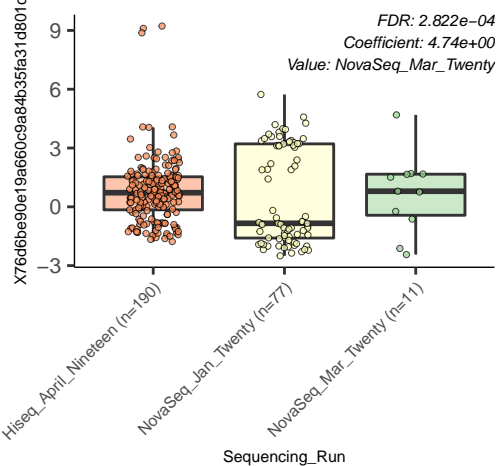 FDR: 2.822e−04
Coefficient: 4.74e+00
Value: NovaSeq_Mar_Twenty
X76d6be90e19a660c9a84b35fa31d801c
9
6
3
0
−3
Hiseq_April_Nineteen (n=190)
NovaSeq_Jan_Twenty (n=77)
NovaSeq_Mar_Twenty (n=11)
Sequencing_Run